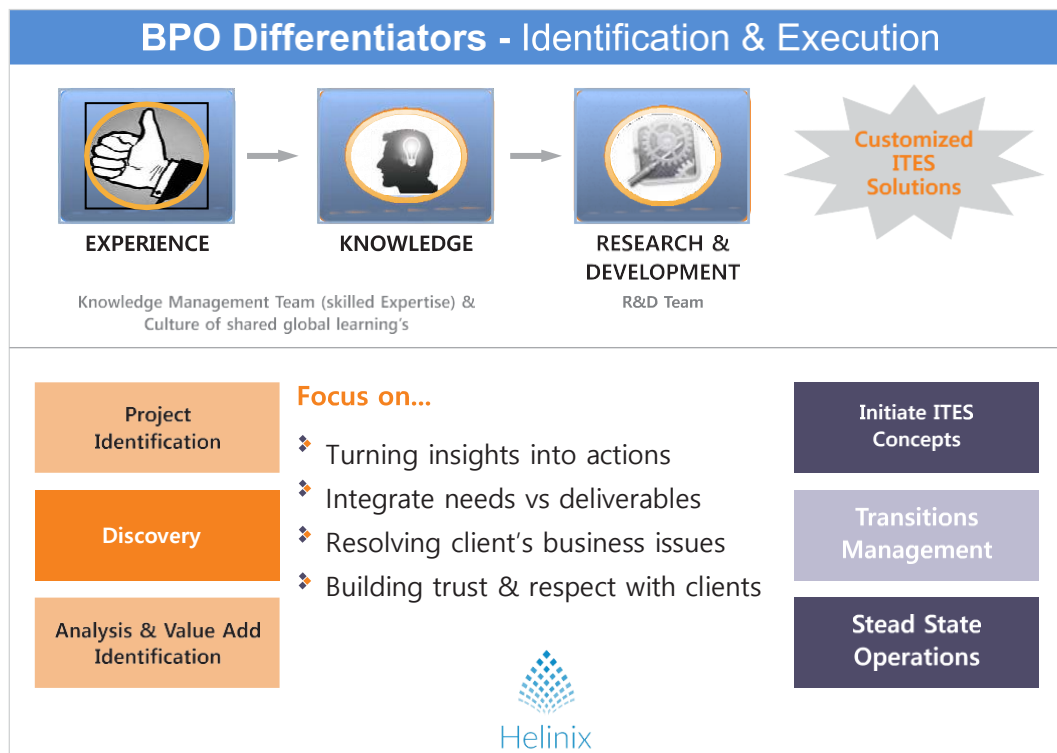 BPO Differentiators - Identification & Execution
Customized
ITES
Solutions
EXPERIENCE
KNOWLEDGE
RESEARCH &
DEVELOPMENT
Knowledge Management Team (skilled Expertise) &
Culture of shared global learning's
R&D Team
Project
Identification
Discovery
Analysis & Value Add
Identification
Focus on...
Turning insights into actions
Integrate needs vs deliverables
Resolving client's business issues
Building trust & respect with clients
Initiate ITES
Concepts
Transitions
Management
Stead State
Operations
Helinix